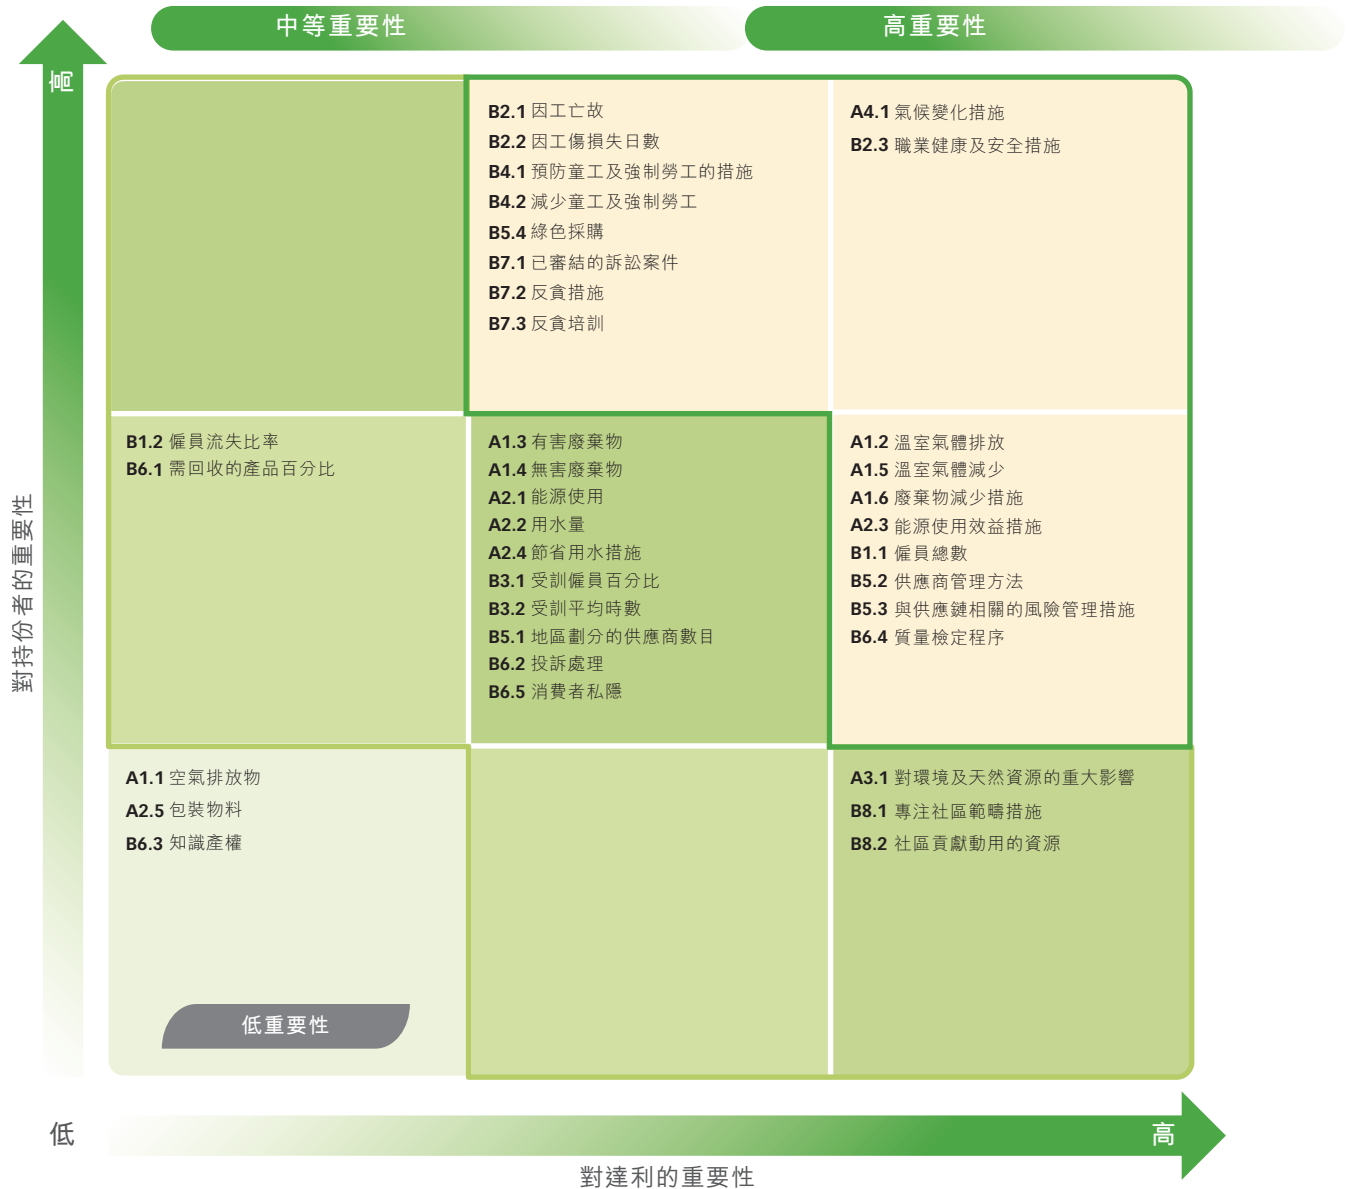 中等重要性
高重要性
高
對持份者的重要性
B2.1 因工亡故
B2.2 因工傷損失日數
B4.1 預防童工及強制勞工的措施
B4.2 減少童工及強制勞工
B5.4 綠色採購
B7.1 已審結的訴訟案件
B7.2 反貪措施
B7.3 反貪培訓
A4.1 氣候變化措施
B2.3 職業健康及安全措施
B1.2 僱員流失比率
B6.1 需回收的產品百分比
A1.3 有害廢棄物
A1.4 無害廢棄物
A2.1 能源使用
A2.2 用水量
A2.4 節省用水措施
B3.1 受訓僱員百分比
B3.2 受訓平均時數
B5.1 地區劃分的供應商數目
B6.2 投訴處理
B6.5 消費者私隱
A1.2 溫室氣體排放
A1.5 溫室氣體減少
A1.6 廢棄物減少措施
A2.3 能源使用效益措施
B1.1 僱員總數
B5.2 供應商管理方法
B5.3 與供應鏈相關的風險管理措施
B6.4 質量檢定程序
A1.1 空氣排放物
A2.5 包裝物料
B6.3 知識產權
低重要性
A3.1 對環境及天然資源的重大影響
B8.1 專注社區範疇措施
B8.2 社區貢獻動用的資源
低
高
對達利的重要性